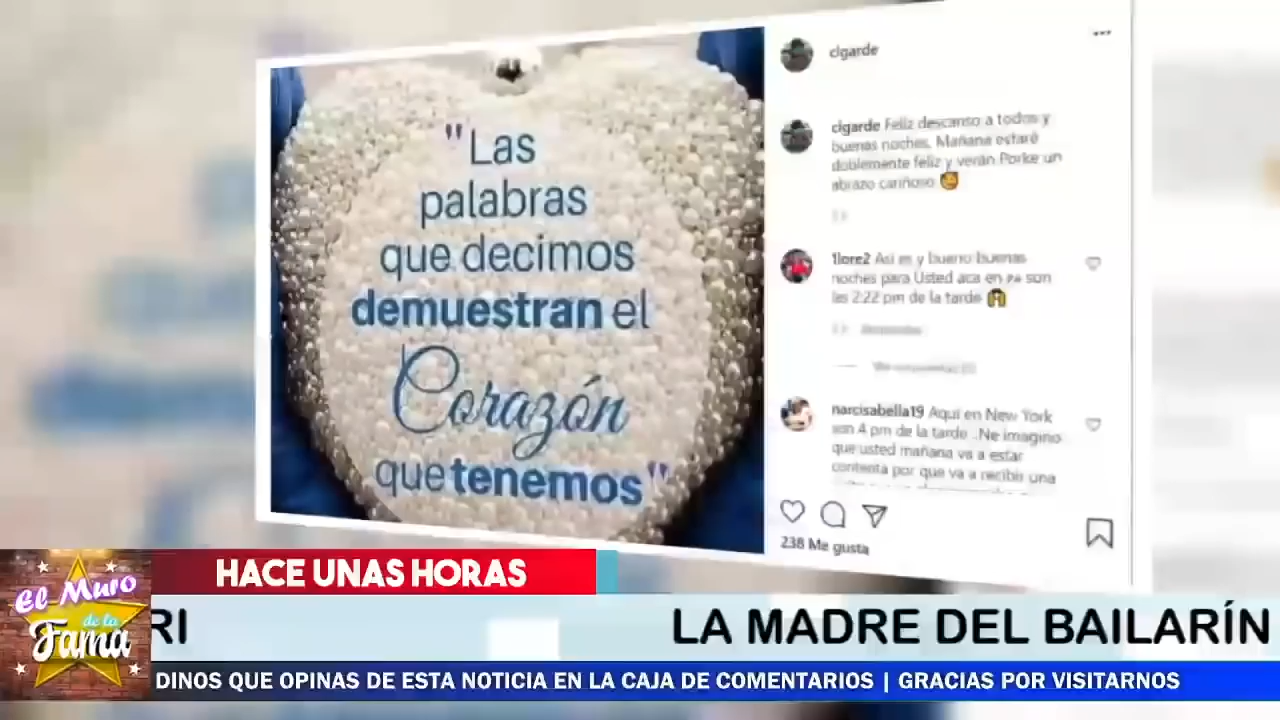 "Las
palabras
que decimos
demuestran el
Corazón
que tenemos"
cigarde
cigarde Feliz descanso a todos y
buenas noches. Mañana estaré
doblemente feliz y verán Porke un
abrazo cariñoso
1lore2 Asi es y bueno buenas
noches para Usted aca en son
las 2:22 pm de la tarde
narcisabella19 Aqui en New York
son 4 pm de la tarde ..Ne imagino
que usted mañana va a estar
contenta por que va a recibir una
238 Me gusta
HACE UNAS HORAS
El Muro
de la
Fama
RI LA MADRE DEL BAILARÍN
DINOS QUE OPINAS DE ESTA NOTICIA EN LA CAJA DE COMENTARIOS | GRACIAS POR VISITARNOS